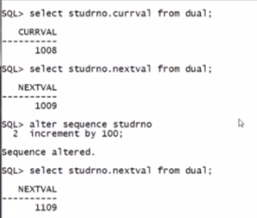 SQL> select studrno.currval from dual;
CURRVAL
----------
1008
SQL> select studrno.nextval from dual;
NEXTVAL
----------
1009
SQL> alter sequence studrno
2 increment by 100;
Sequence altered.
SQL> select studrno.nextval from dual;
NEXTVAL
----------
1109